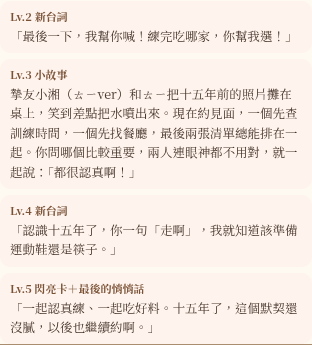 Lv.2 新台詞
「最後一下，我幫你喊！練完吃哪家，你幫我選！」
Lv.3 小故事
摯友小湘（ㄊㄧver）和ㄊㄧ把十五年前的照片攤在
桌上，笑到差點把水噴出來。現在約見面，一個先查
訓練時間，一個先找餐廳，最後兩張清單總能排在一
起。你問哪個比較重要，兩人連眼神都不用對，就一
起說：「都很認真啊！」
Lv.4 新台詞
「認識十五年了，你一句「走啊」，我就知道該準備
運動鞋還是筷子。」
Lv.5 閃亮卡＋最後的悄悄話
「一起認真練、一起吃好料。十五年了，這個默契還
沒膩，以後也繼續約啊。」